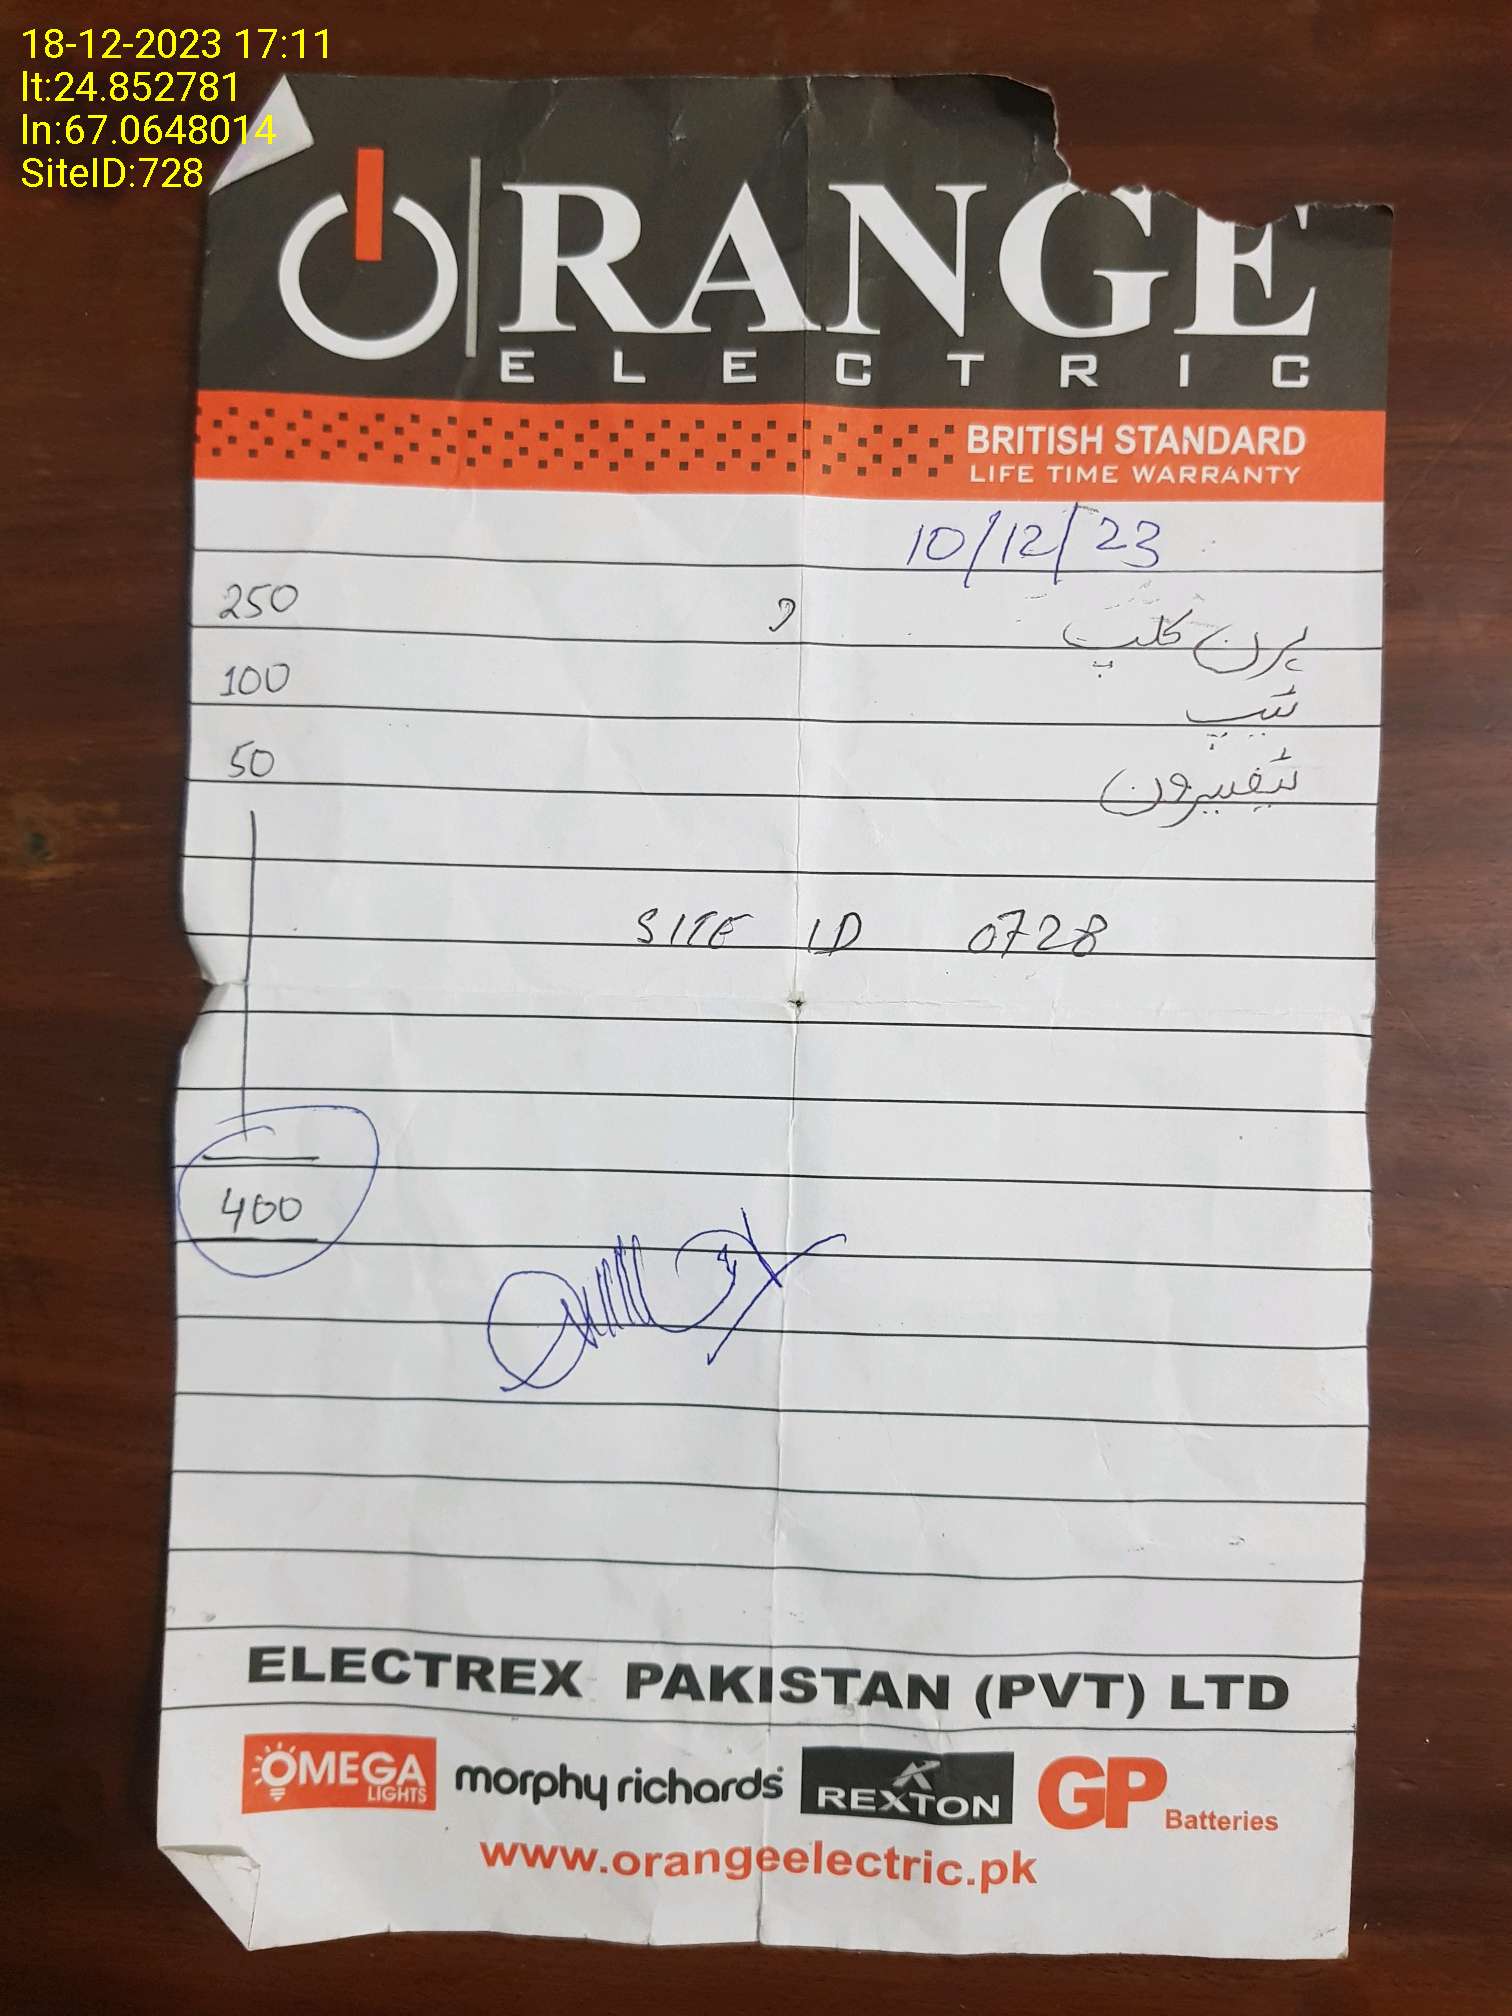 18-12-2023 17:11
lt:24.852781
ln:67.0648014
SiteID:728
ORANGE
ELECTRIC
BRITISH STANDARD
LIFE TIME WARRANTY
10/12/23
کلپ 250
ٹیپ 100
50
SITE ID 0728
400
ELECTREX PAKISTAN (PVT) LTD
OMEGA LIGHTS morphy richards REXTON GP Batteries
www.orangeelectric.pk